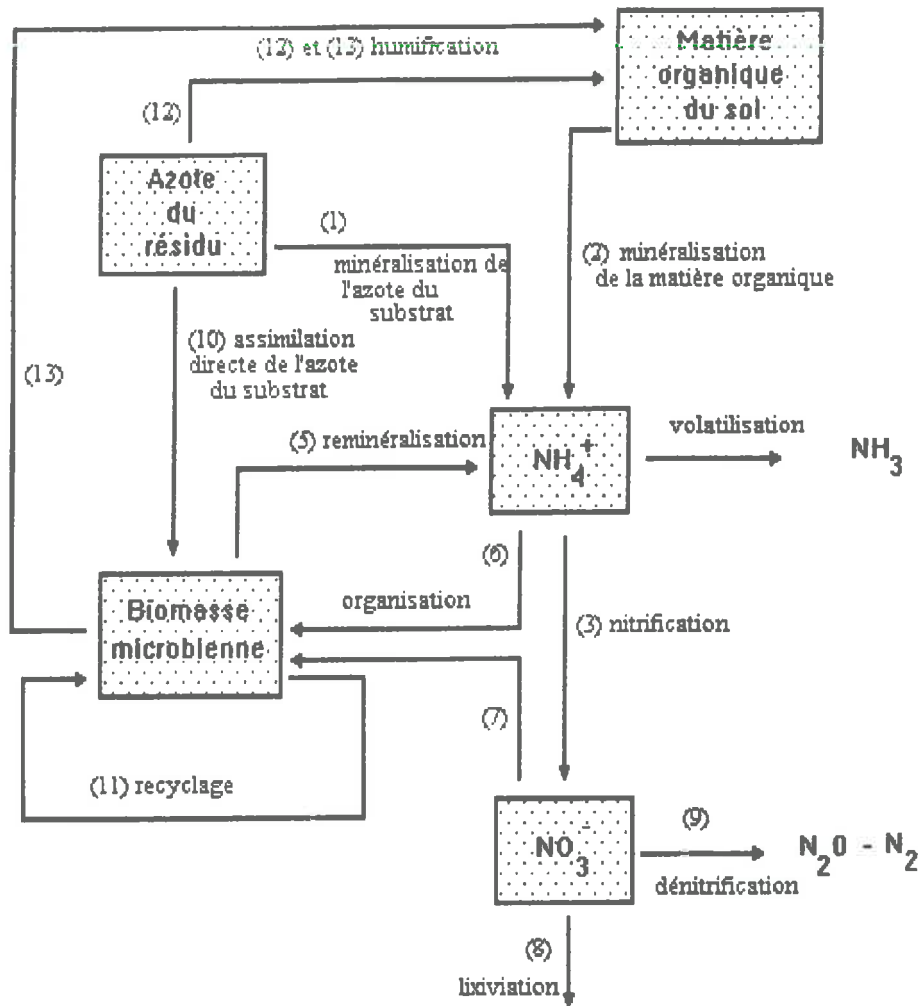 (12) et (13) humification
Matière
organique
du sol
(12)
Azote
du
résidu
(1)
minéralisation de
l'azote du
substrat
(2) minéralisation
de la matière organique
(10) assimilation
directe de l'azote
du substrat
(13)
(5) reminéralisation
NH4+
volatilisation
NH3
(6)
organisation
Biomasse
microbienne
(3) nitrification
(7)
(11) recyclage
NO3-
(9)
N2O - N2
dénitrification
(8)
lixiviation